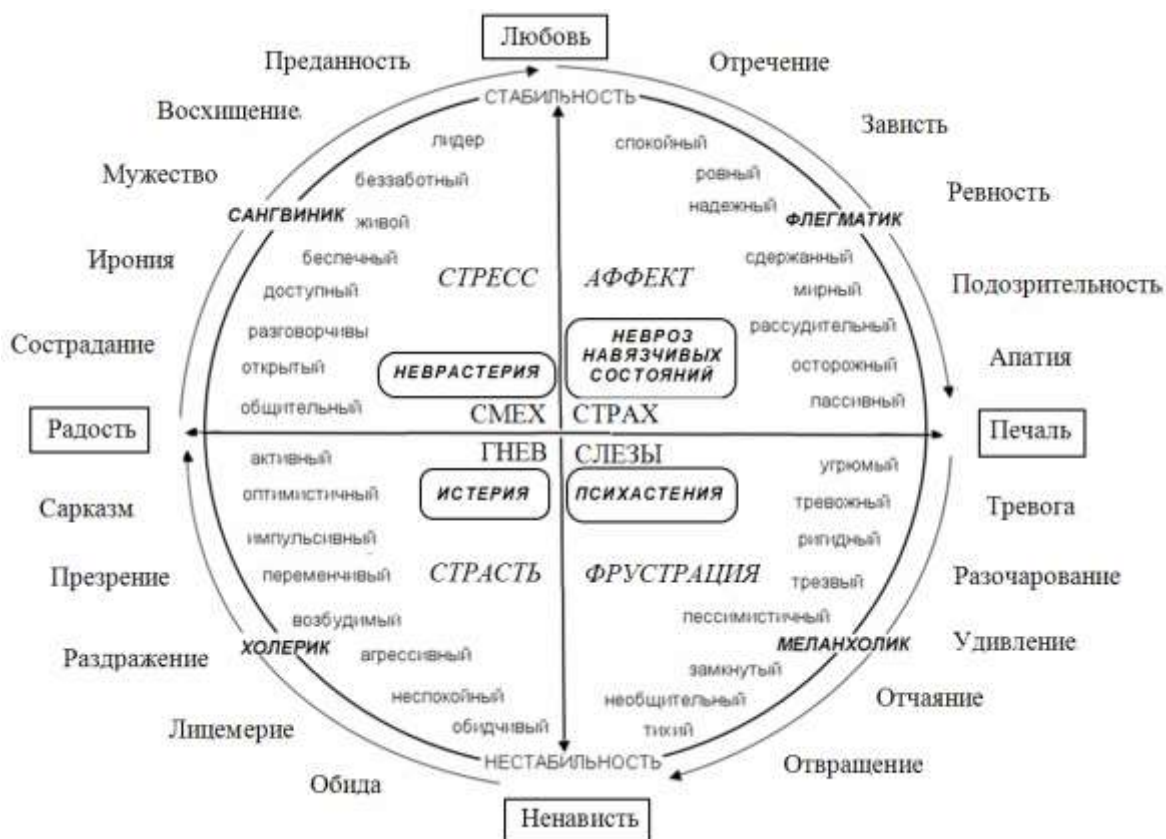 Любовь
Преданность
Отречение
СТАБИЛЬНОСТЬ
Восхищение
Зависть
лидер
спокойный
беззаботный
ровный
Мужество
Ревность
надежный
САНГВИНИК
живой
ФЛЕГМАТИК
Ирония
беспечный
сдержанный
СТРЕСС
АФФЕКТ
Подозрительность
доступный
мирный
разговорчивы
рассудительный
Сострадание
НЕВРОЗ
НАВЯЗЧИВЫХ
СОСТОЯНИЙ
Апатия
открытый
НЕВРАСТЕРИЯ
осторожный
общительный
пассивный
СМЕХ
СТРАХ
Радость
Печаль
ГНЕВ
СЛЕЗЫ
активный
угрюмый
оптимистичный
ИСТЕРИЯ
ПСИХАСТЕНИЯ
тревожный
Сарказм
Тревога
импульсивный
ригидный
Презрение
переменчивый
СТРАСТЬ
ФРУСТРАЦИЯ
трезвый
Разочарование
возбудимый
пессимистичный
ХОЛЕРИК
МЕЛАНХОЛИК
Удивление
Раздражение
агрессивный
замкнутый
неспокойный
необщительный
Отчаяние
Лицемерие
обидчивый
тихий
НЕСТАБИЛЬНОСТЬ
Отвращение
Обида
Ненависть